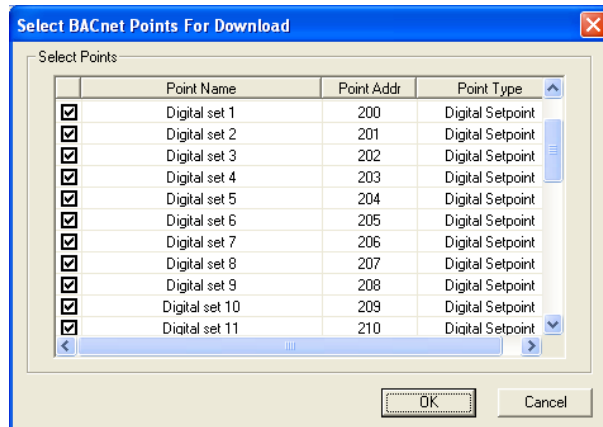 Select BACnet Points For Download
Select Points
Point Name Point Addr Point Type
Digital set 1 200 Digital Setpoint
Digital set 2 201 Digital Setpoint
Digital set 3 202 Digital Setpoint
Digital set 4 203 Digital Setpoint
Digital set 5 204 Digital Setpoint
Digital set 6 205 Digital Setpoint
Digital set 7 206 Digital Setpoint
Digital set 8 207 Digital Setpoint
Digital set 9 208 Digital Setpoint
Digital set 10 209 Digital Setpoint
Digital set 11 210 Digital Setpoint
OK Cancel